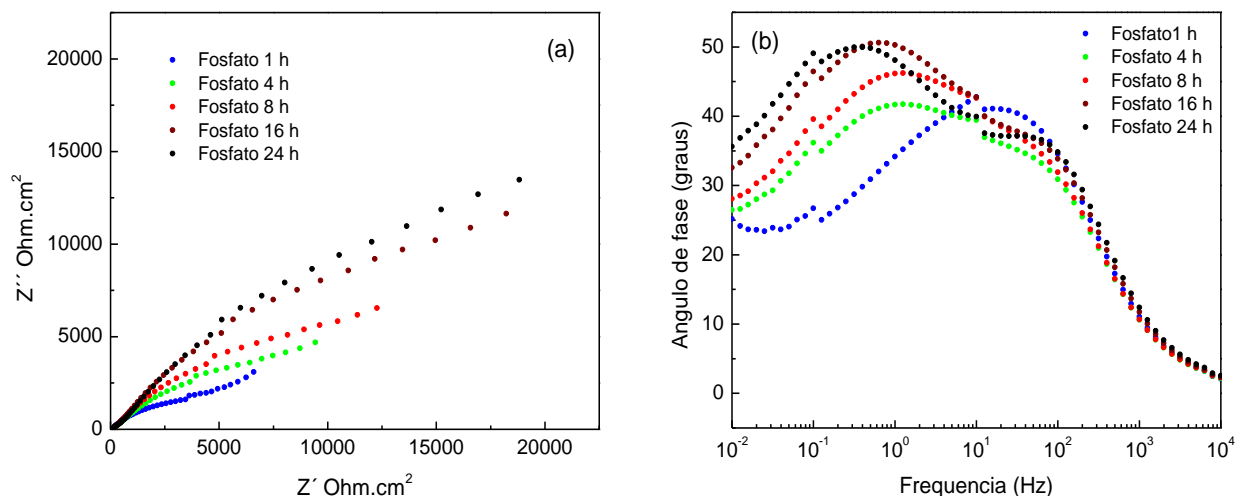 (a)
Fosfato 1 h
Fosfato 4 h
Fosfato 8 h
Fosfato 16 h
Fosfato 24 h
20000
15000
10000
5000
0
Z´´ Ohm.cm²
0 5000 10000 15000 20000
Z´ Ohm.cm²
(b)
Fosfato1 h
Fosfato 4 h
Fosfato 8 h
Fosfato 16 h
Fosfato 24 h
50
40
30
20
10
0
Angulo de fase (graus)
10⁻² 10⁻¹ 10⁰ 10¹ 10² 10³ 10⁴
Frequencia (Hz)